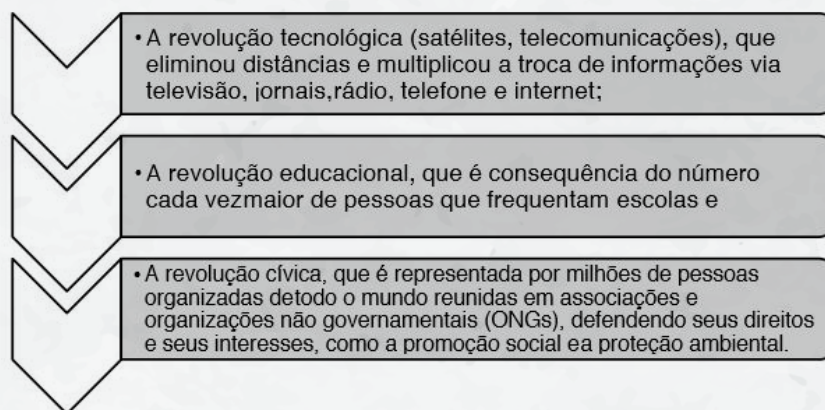 • A revolução tecnológica (satélites, telecomunicações), que
eliminou distâncias e multiplicou a troca de informações via
televisão, jornais,rádio, telefone e internet;
• A revolução educacional, que é consequência do número
cada vezmaior de pessoas que frequentam escolas e
• A revolução cívica, que é representada por milhões de pessoas
organizadas detodo o mundo reunidas em associações e
organizações não governamentais (ONGs), defendendo seus direitos
e seus interesses, como a promoção social ea proteção ambiental.